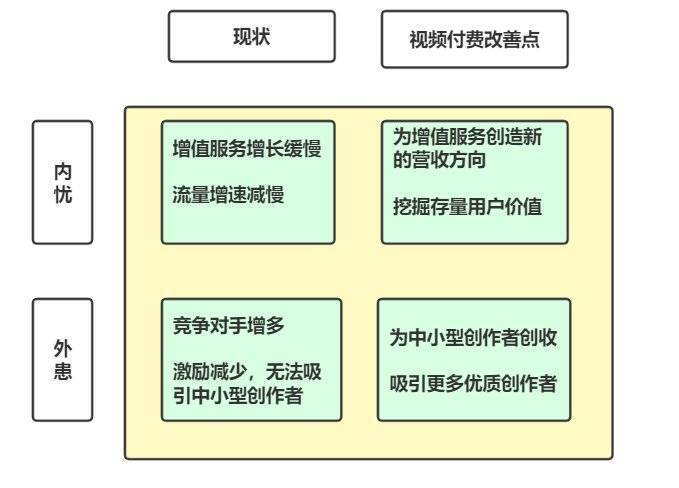 现状
视频付费改善点
内
忧
增值服务增长缓慢
流量增速减慢
为增值服务创造新
的营收方向
挖掘存量用户价值
外
患
竞争对手增多
激励减少，无法吸
引中小型创作者
为中小型创作者创收
吸引更多优质创作者